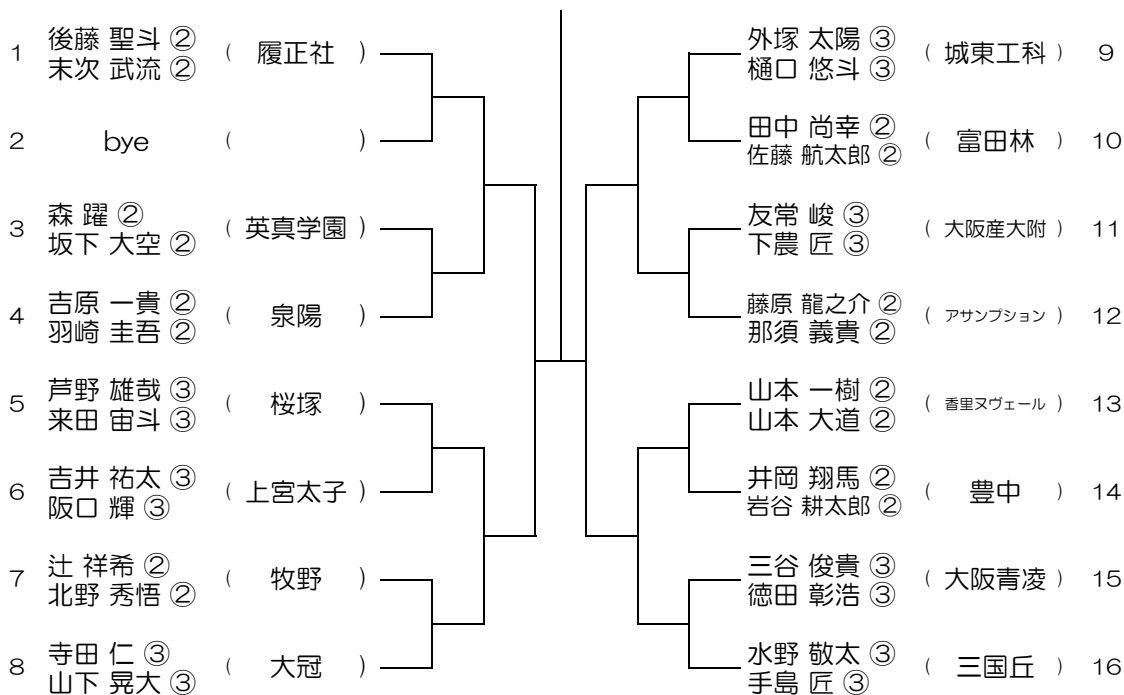 1 後藤 聖斗 ② ( 履正社 )
末次 武流 ②
2 bye ( )
3 森 躍 ② ( 英真学園 )
坂下 大空 ②
4 吉原 一貴 ② ( 泉陽 )
羽崎 圭吾 ②
5 芦野 雄哉 ③ ( 桜塚 )
来田 宙斗 ③
6 吉井 祐太 ③ ( 上宮太子 )
阪口 輝 ③
7 辻 祥希 ② ( 牧野 )
北野 秀悟 ②
8 寺田 仁 ③ ( 大冠 )
山下 晃大 ③
外塚 太陽 ③ ( 城東工科 ) 9
樋口 悠斗 ③
田中 尚幸 ② ( 富田林 ) 10
佐藤 航太郎 ②
友常 峻 ③ ( 大阪産大附 ) 11
下農 匠 ③
藤原 龍之介 ② ( アサンプション ) 12
那須 義貴 ②
山本 一樹 ② ( 香里ヌヴェール ) 13
山本 大道 ②
井岡 翔馬 ② ( 豊中 ) 14
岩谷 耕太郎 ②
三谷 俊貴 ③ ( 大阪青凌 ) 15
徳田 彰浩 ③
水野 敬太 ③ ( 三国丘 ) 16
手島 匠 ③